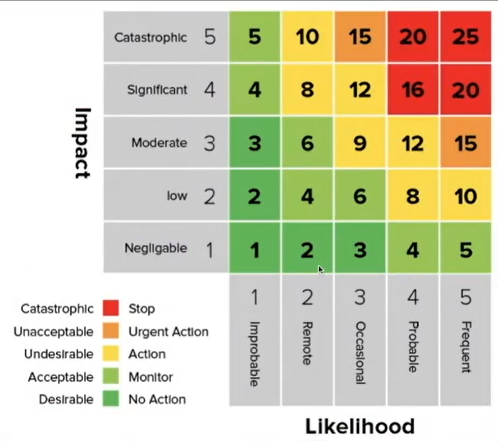 Impact
Catastrophic 5 5 10 15 20 25
Significant 4 4 8 12 16 20
Moderate 3 3 6 9 12 15
low 2 2 4 6 8 10
Negligable 1 1 2 3 4 5
1 2 3 4 5
Improbable Remote Occasional Probable Frequent
Catastrophic Stop
Unacceptable Urgent Action
Undesirable Action
Acceptable Monitor
Desirable No Action
Likelihood